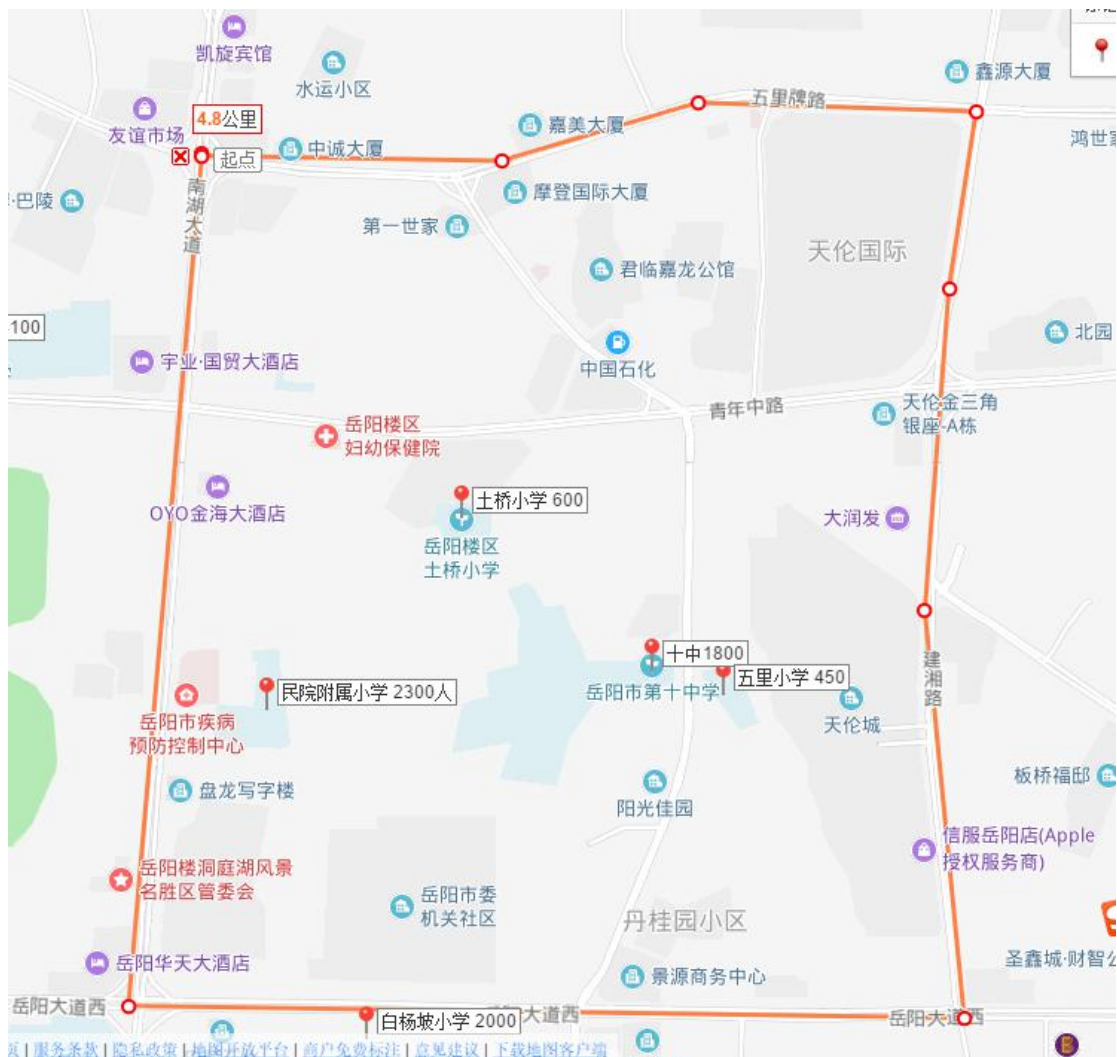 凯旋宾馆
水运小区
鑫源大厦
五里牌路
友谊市场
4.8公里
嘉美大厦
鸿世家
起点
中诚大厦
南湖大道
摩登国际大厦
·巴陵
第一世家
天伦国际
君临嘉龙公馆
100
北园
宇业·国贸大酒店
中国石化
青年中路
天伦金三角
银座-A栋
岳阳楼区
妇幼保健院
土桥小学 600
OYO金海大酒店
大润发
岳阳楼区
土桥小学
十中1800
五里小学 450
民院附属小学 2300人
岳阳市第十中学
建湘路
岳阳市疾病
预防控制中心
天伦城
板桥福邸
盘龙写字楼
阳光佳园
信服岳阳店(Apple
授权服务商)
岳阳楼洞庭湖风景
名胜区管委会
岳阳市委
机关社区
丹桂园小区
岳阳华天大酒店
景源商务中心
圣鑫城·财智公
岳阳大道西
大道西
岳阳大道西
白杨坡小学 2000
页 | 服务条款 | 隐私政策 | 地图开放平台 | 商户免费标注 | 意见建议 | 下载地图客户端